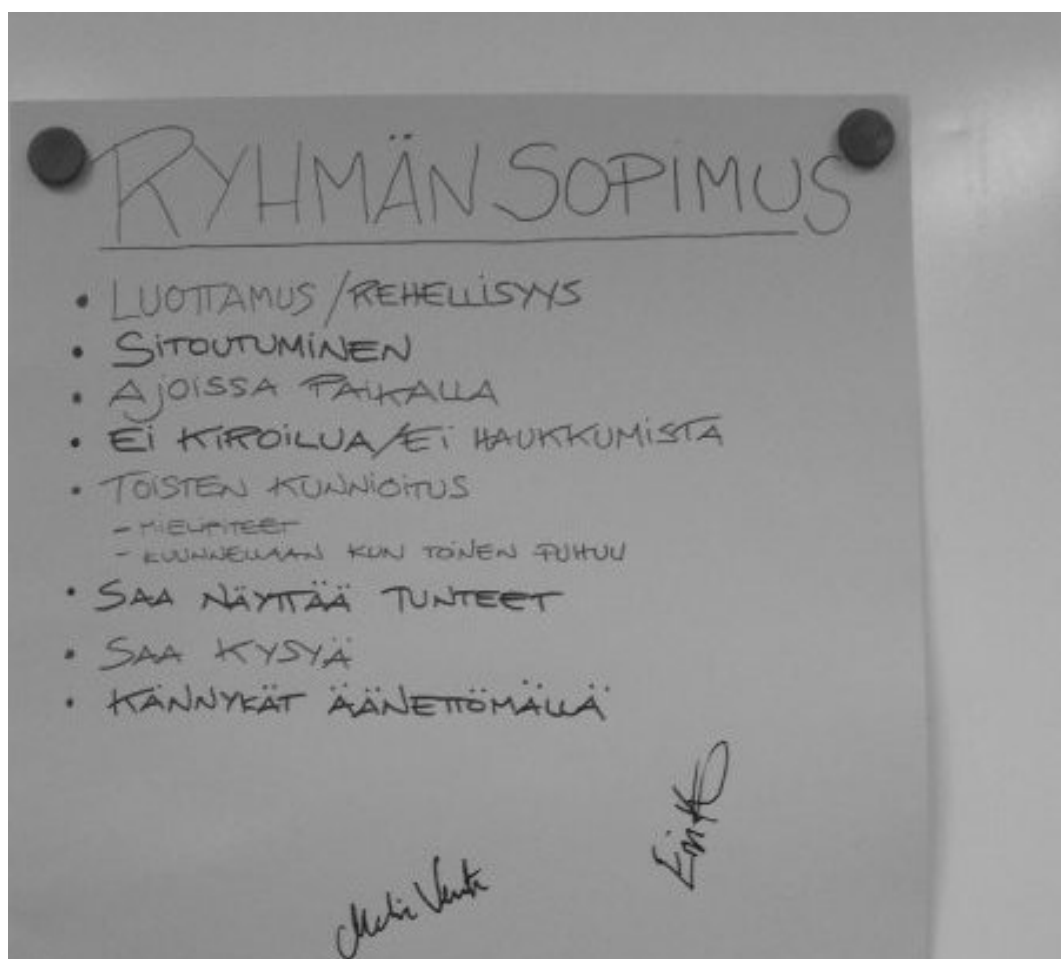 RYHMÄN SOPIMUS
• LUOTTAMUS/REHELLISYYS
• SITOUTUMINEN
• AJOISSA PAIKALLA
• EI KIROILUA/EI HAUKKUMISTA
• TOISTEN KUNNIOITUS
- MIELIPITEET
- KUUNNELLAAN KUN TOINEN PUHUU
• SAA NÄYTTÄÄ TUNTEET
• SAA KYSYÄ
• KÄNNYKÄT ÄÄNETTÖMÄLLÄ